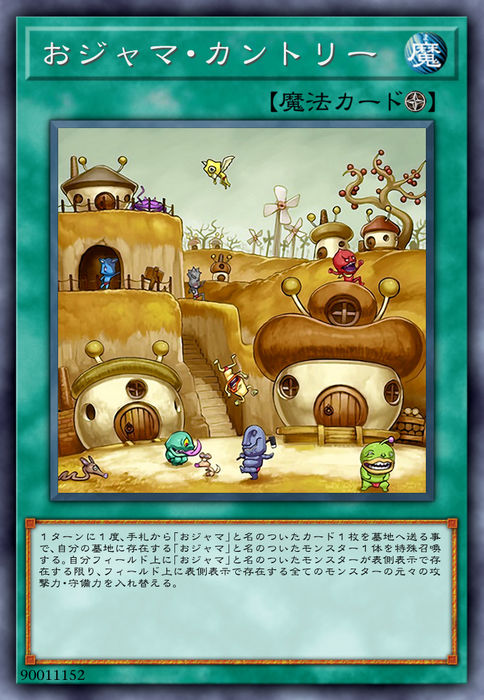 おジャマ・カントリー
魔
【魔法カード】
１ターンに１度、手札から「おジャマ」と名のついたカード１枚を墓地へ送る事
で、自分の墓地に存在する「おジャマ」と名のついたモンスター１体を特殊召喚
する。自分フィールド上に「おジャマ」と名のついたモンスターが表側表示で存
在する限り、フィールド上に表側表示で存在する全てのモンスターの元々の攻
撃力・守備力を入れ替える。
90011152